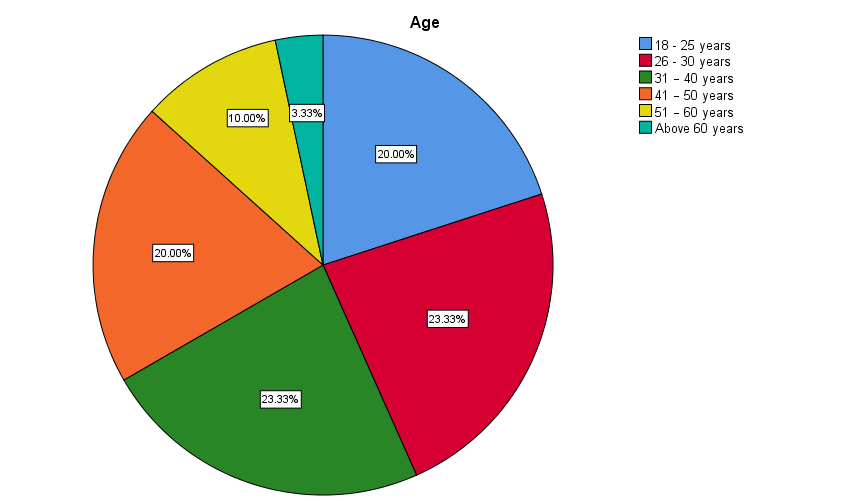 Age
18 - 25 years
26 - 30 years
31 – 40 years
41 – 50 years
51 – 60 years
Above 60 years
3.33%
10.00%
20.00%
20.00%
23.33%
23.33%